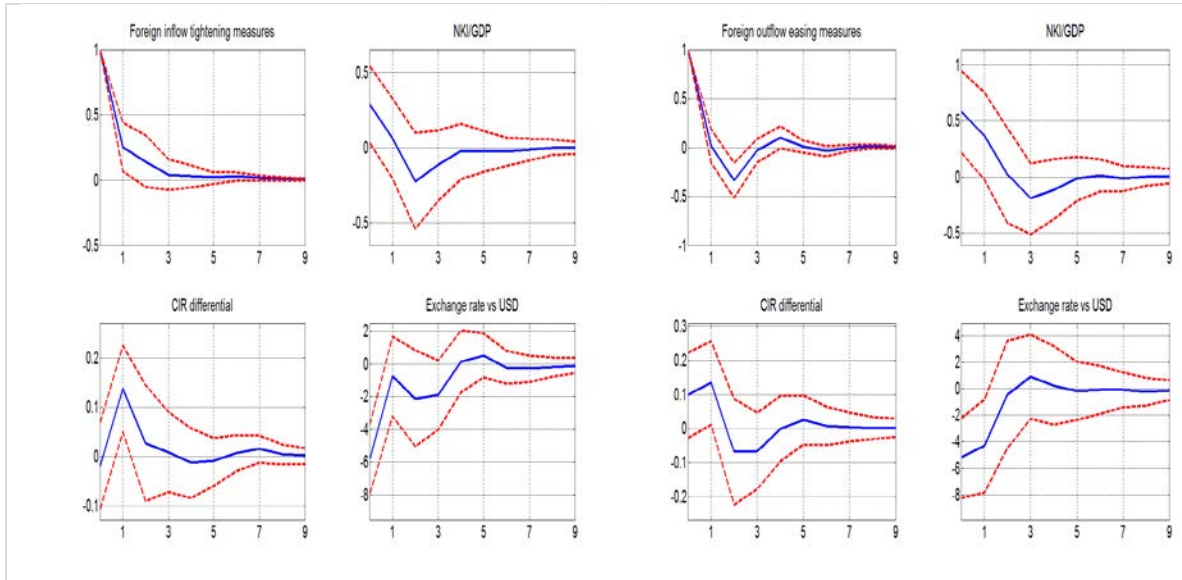 Foreign inflow tightening measures
1
0.5
0
-0.5
1 3 5 7 9
NKI/GDP
0.5
0
-0.5
1 3 5 7 9
Foreign outflow easing measures
1
0.5
0
-0.5
-1
1 3 5 7 9
NKI/GDP
1
0.5
0
-0.5
1 3 5 7 9
CIR differential
0.2
0.1
0
-0.1
1 3 5 7 9
Exchange rate vs USD
2
0
-2
-4
-6
-8
1 3 5 7 9
CIR differential
0.3
0.2
0.1
0
-0.1
-0.2
1 3 5 7 9
Exchange rate vs USD
4
2
0
-2
-4
-6
-8
1 3 5 7 9